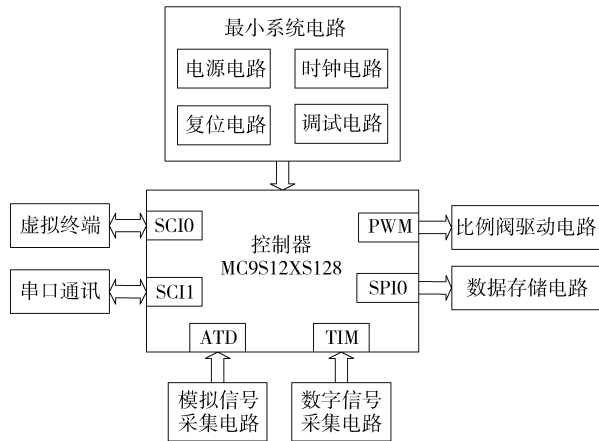 最小系统电路
电源电路
时钟电路
复位电路
调试电路
虚拟终端
SCI0
PWM
比例阀驱动电路
控制器
MC9S12XS128
串口通讯
SCI1
SPI0
数据存储电路
ATD
TIM
模拟信号
采集电路
数字信号
采集电路